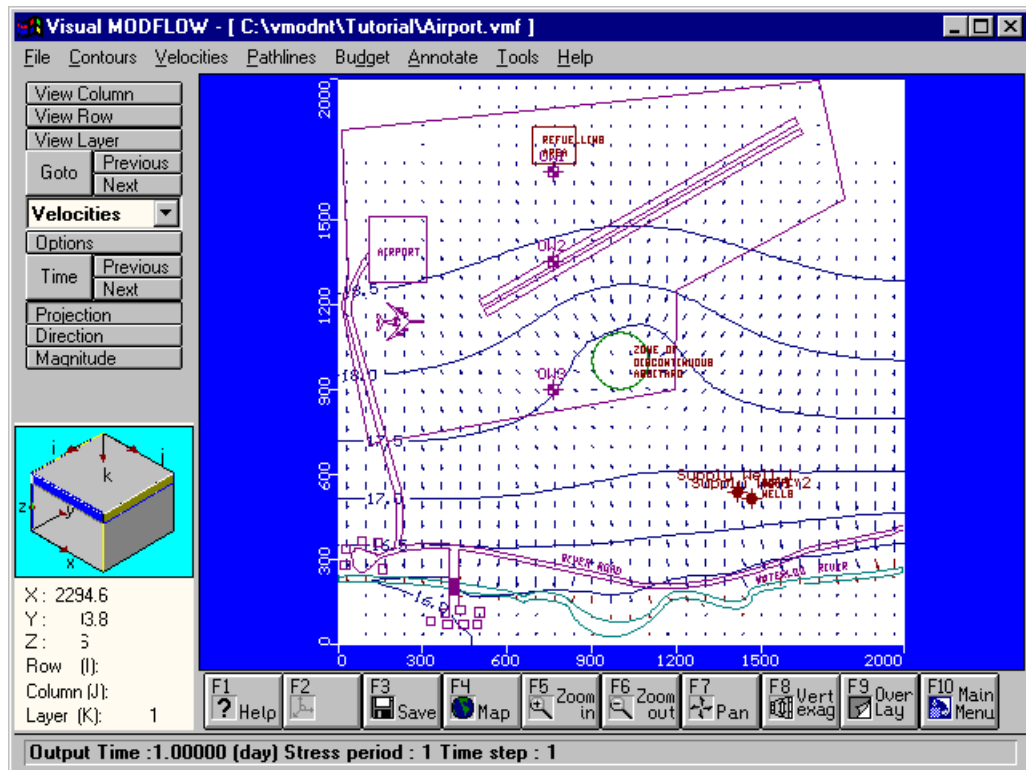 Visual MODFLOW - [ C:\vmodnt\Tutorial\Airport.vmf ]
File Contours Velocities Pathlines Budget Annotate Tools Help
View Column
View Row
View Layer
Goto
Previous
Next
Velocities
Options
Time
Previous
Next
Projection
Direction
Magnitude
i
j
k
z
y
x
X: 2294.6
Y: 3.8
Z:
Row (I):
Column (J):
Layer (K): 1
2000
1500
1200
900
600
300
0
0 300 600 900 1200 1500 2000
REFUELLING
AREA
OW1
OW2
AIRPORT
18.0
ZONE OF
DISCONTINUOUS
AQUITARD
OW3
17.5
17.0
Supply Well 1
WELLS
16.5
RIVER ROAD
WATERLOO RIVER
16.0
F1 ? Help
F2
F3 Save
F4 Map
F5 Zoom in
F6 Zoom out
F7 Pan
F8 Vert exag
F9 Over Lay
F10 Main Menu
Output Time :1.00000 (day) Stress period : 1 Time step : 1